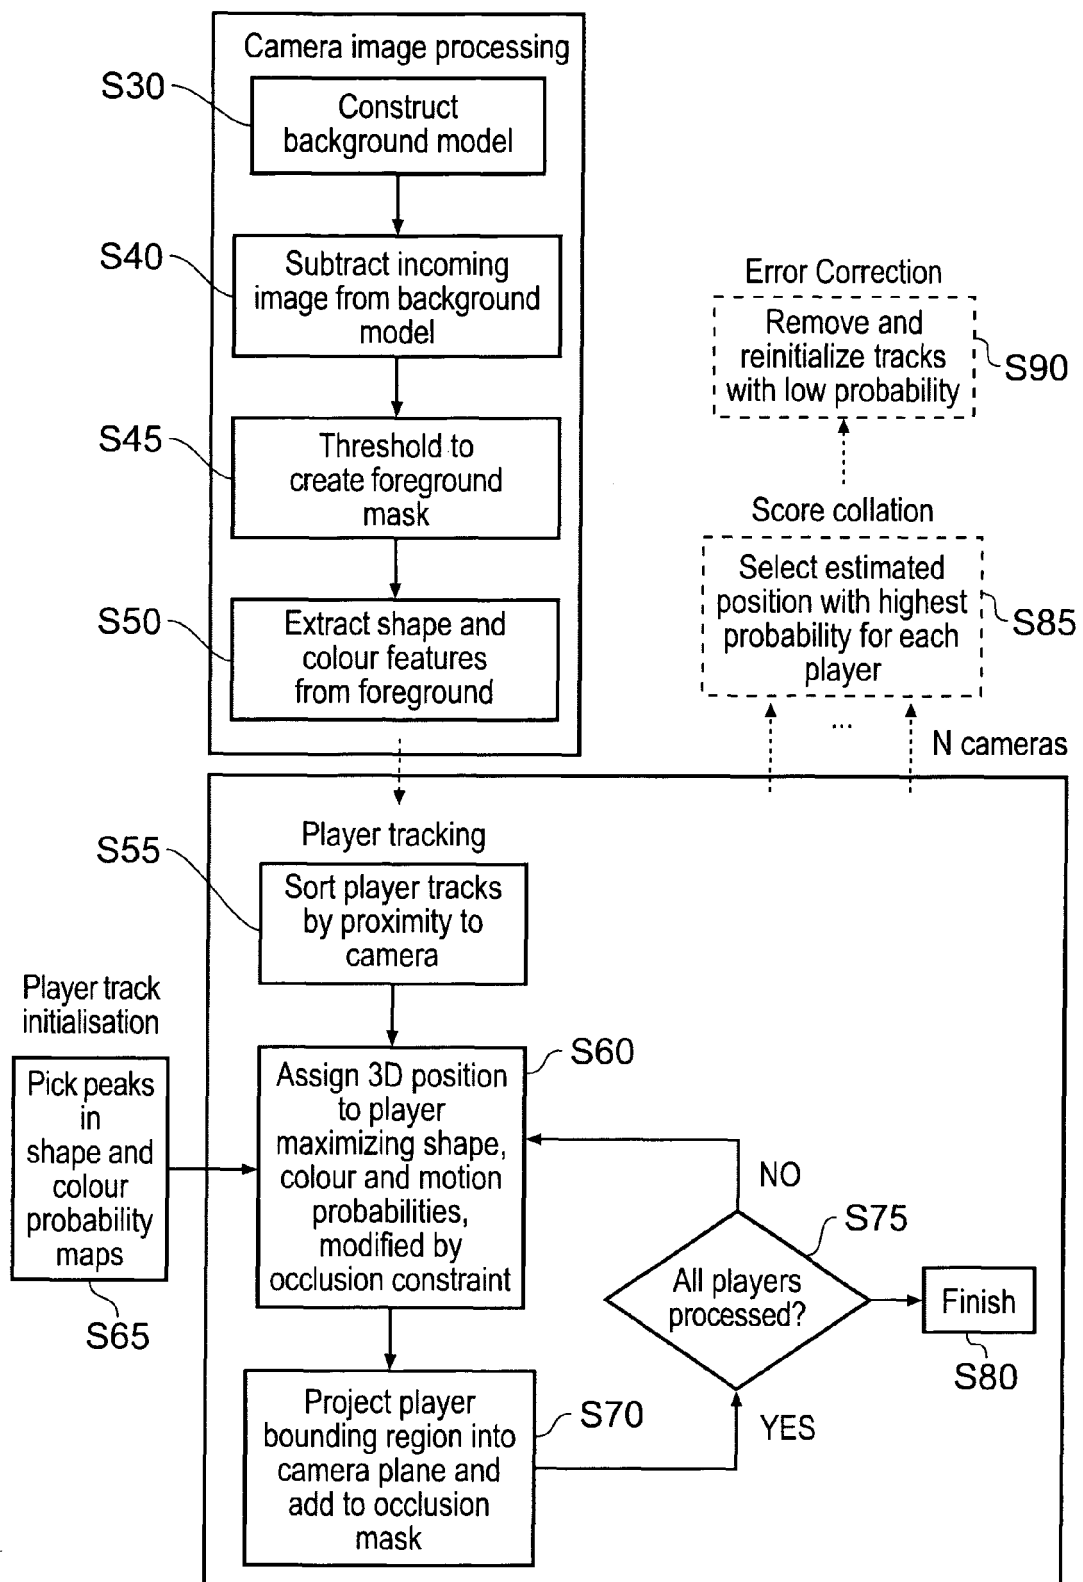 Camera image processing
S30
Construct
background model
S40
Subtract incoming
image from background
model
S45
Threshold to
create foreground
mask
S50
Extract shape and
colour features
from foreground
Error Correction
Remove and
reinitialize tracks
with low probability
S90
Score collation
Select estimated
position with highest
probability for each
player
S85
...
N cameras
Player tracking
S55
Sort player tracks
by proximity to
camera
Player track
initialisation
Pick peaks
in
shape and
colour
probability
maps
S65
S60
Assign 3D position
to player
maximizing shape,
colour and motion
probabilities,
modified by
occlusion constraint
NO
S75
All players
processed?
Finish
S80
YES
S70
Project player
bounding region into
camera plane and
add to occlusion
mask